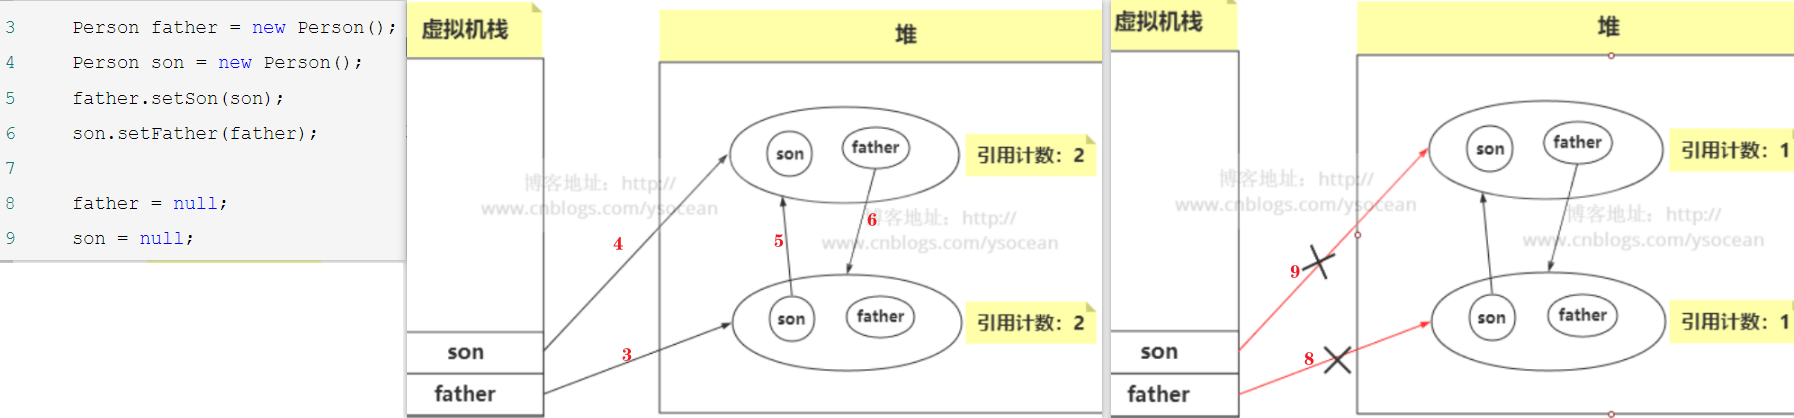 3 Person father = new Person();
4 Person son = new Person();
5 father.setSon(son);
6 son.setFather(father);
7
8 father = null;
9 son = null;
虚拟机栈
堆
son
father
引用计数：2
博客地址：http://
www.cnblogs.com/ysocean
6
博客地址：http://
www.cnblogs.com/ysocean
4
5
son
father
引用计数：2
3
son
father
虚拟机栈
堆
son
father
引用计数：1
博客地址：http://
www.cnblogs.com/ysocean
博客地址：http://
www.cnblogs.com/ysocean
9
son
father
引用计数：1
8
son
father